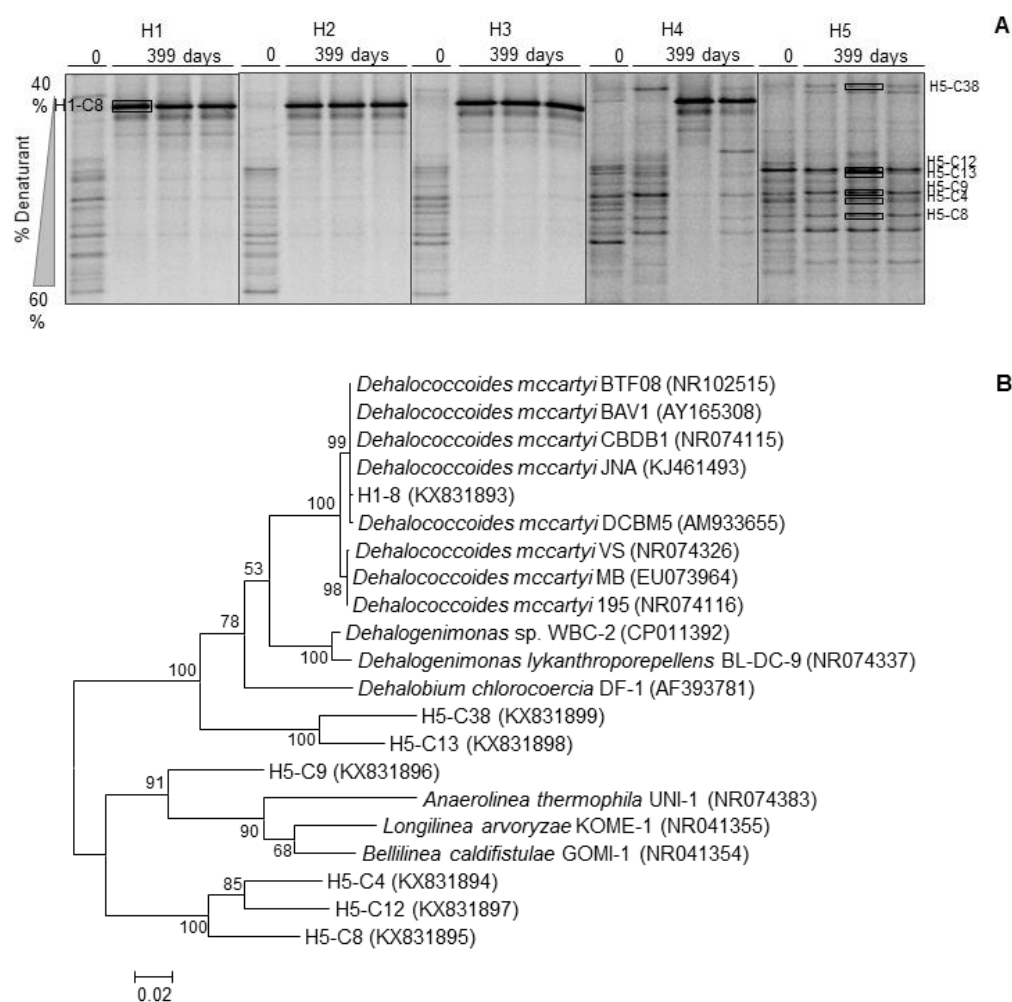 H1 H2 H3 H4 H5 A
0 399 days 0 399 days 0 399 days 0 399 days 0 399 days
40
% H1-C8
H5-C38
H5-C12
H5-C13
H5-C9
H5-C4
H5-C8
% Denaturant
60
%
B
Dehalococcoides mccartyi BTF08 (NR102515)
Dehalococcoides mccartyi BAV1 (AY165308)
Dehalococcoides mccartyi CBDB1 (NR074115)
99
Dehalococcoides mccartyi JNA (KJ461493)
H1-8 (KX831893)
100
Dehalococcoides mccartyi DCBM5 (AM933655)
Dehalococcoides mccartyi VS (NR074326)
53
Dehalococcoides mccartyi MB (EU073964)
98
Dehalococcoides mccartyi 195 (NR074116)
78
Dehalogenimonas sp. WBC-2 (CP011392)
100
Dehalogenimonas lykanthroporepellens BL-DC-9 (NR074337)
100
Dehalobium chlorocoercia DF-1 (AF393781)
H5-C38 (KX831899)
100
H5-C13 (KX831898)
H5-C9 (KX831896)
91
Anaerolinea thermophila UNI-1 (NR074383)
Longilinea arvoryzae KOME-1 (NR041355)
90
68
Bellilinea caldifistulae GOMI-1 (NR041354)
85
H5-C4 (KX831894)
H5-C12 (KX831897)
100
H5-C8 (KX831895)
0.02